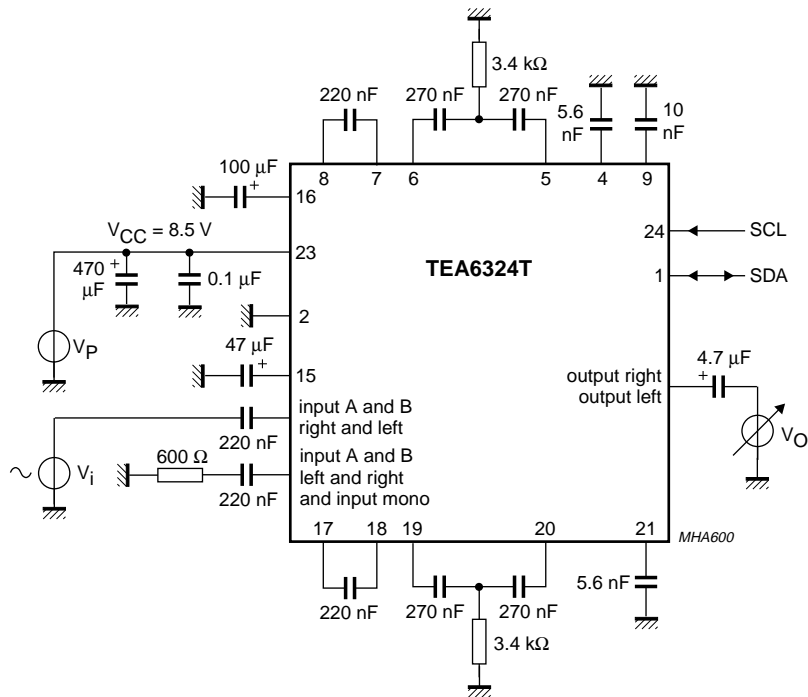 3.4 kΩ
220 nF
270 nF
270 nF
5.6
nF
10
nF
8
7
6
5
4
9
100 μF
+
16
VCC = 8.5 V
23
24
SCL
TEA6324T
470
μF
+
0.1 μF
1
SDA
2
VP
47 μF
+
15
4.7 μF
+
output right
output left
input A and B
right and left
220 nF
VO
600 Ω
input A and B
left and right
and input mono
Vi
220 nF
17
18
19
20
21
MHA600
220 nF
270 nF
270 nF
5.6 nF
3.4 kΩ